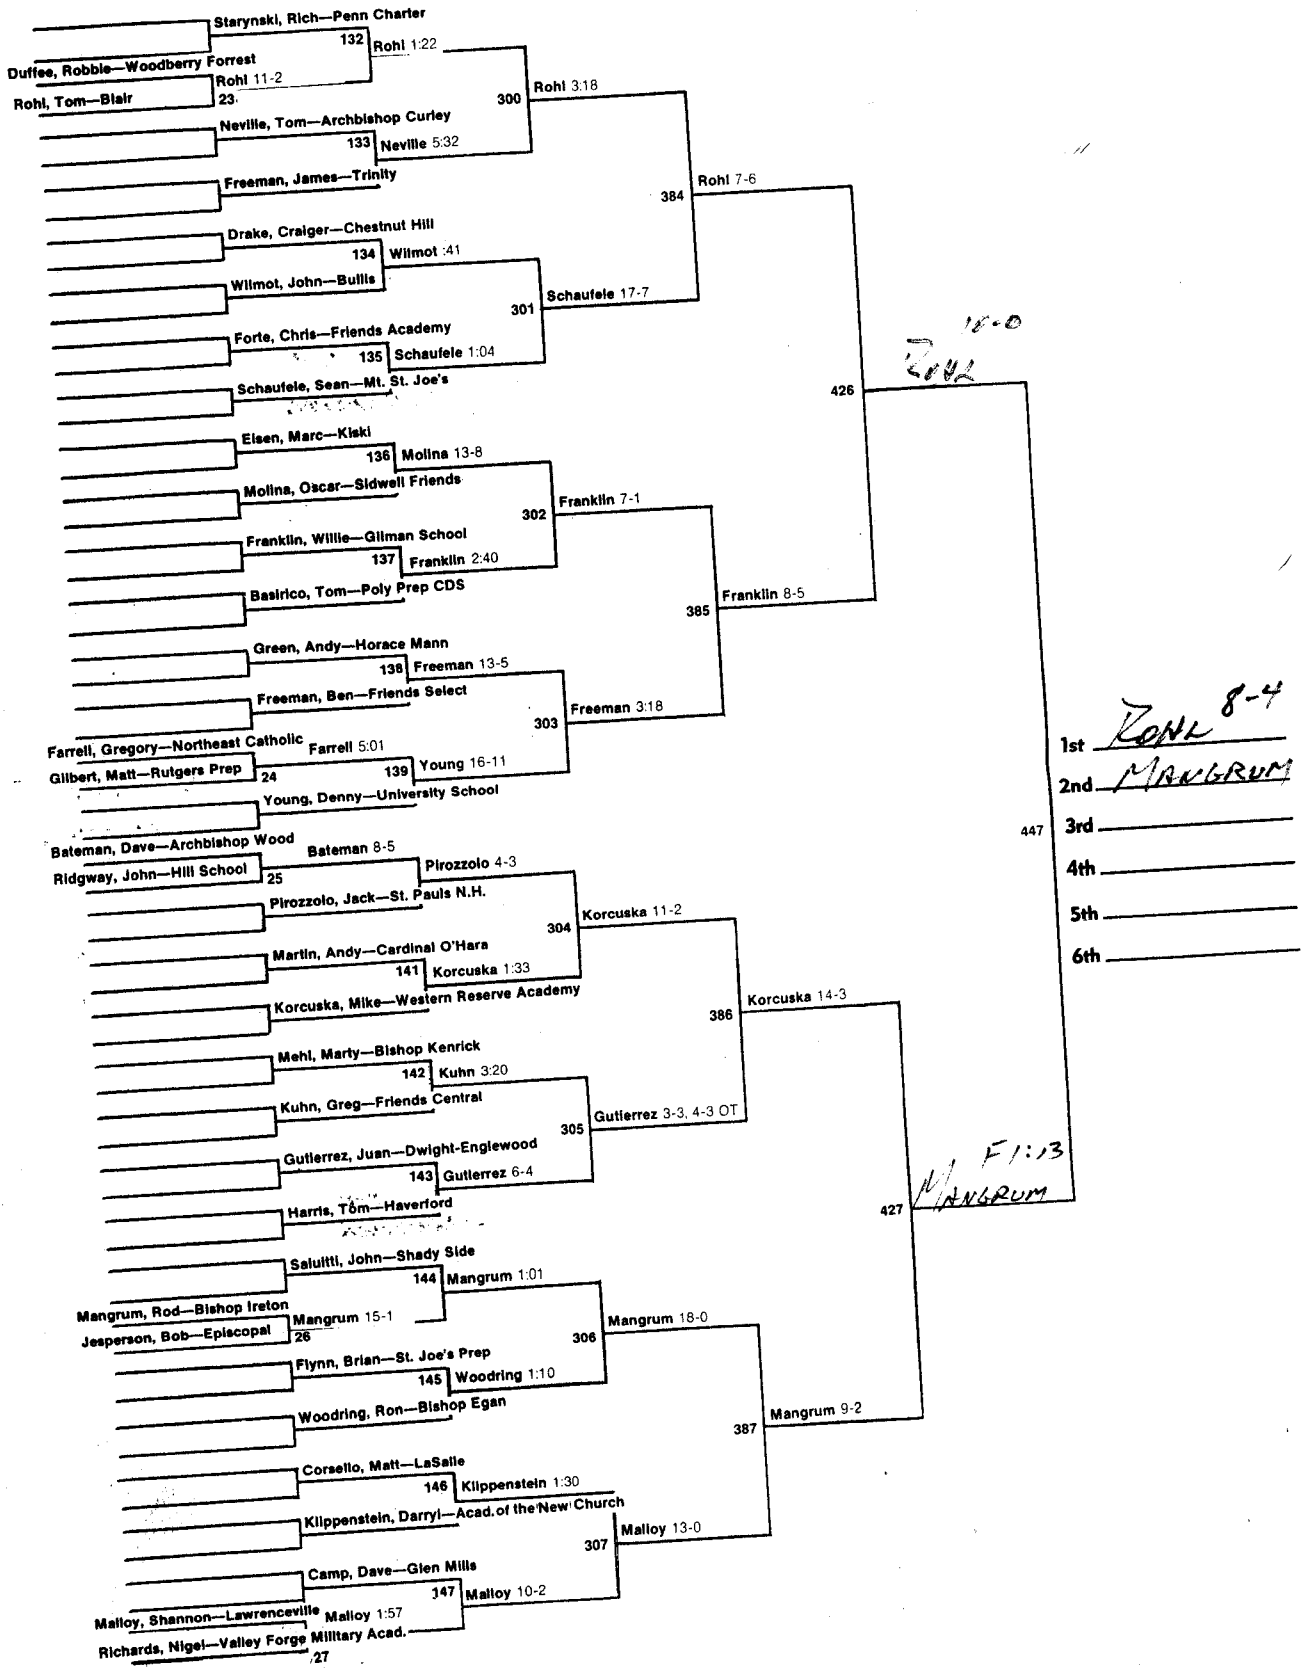 Starynski, Rich—Penn Charter
132 Rohl 1:22
Duffee, Robbie—Woodberry Forrest
Rohl 11-2
Rohl, Tom—Blair
23
300 Rohl 3:18
Neville, Tom—Archbishop Curley
133 Neville 5:32
Freeman, James—Trinity
384 Rohl 7-6
Drake, Craiger—Chestnut Hill
134 Wilmot :41
Wilmot, John—Bullis
301 Schaufele 17-7
Forte, Chris—Friends Academy
135 Schaufele 1:04
Schaufele, Sean—Mt. St. Joe's
426 ROHL
Eisen, Marc—Kiski
136 Molina 13-8
Molina, Oscar—Sidwell Friends
302 Franklin 7-1
Franklin, Willie—Gilman School
137 Franklin 2:40
Basirico, Tom—Poly Prep CDS
385 Franklin 8-5
Green, Andy—Horace Mann
138 Freeman 13-5
Freeman, Ben—Friends Select
303 Freeman 3:18
Farrell, Gregory—Northeast Catholic
Farrell 5:01
Gilbert, Matt—Rutgers Prep
24
139 Young 16-11
Young, Denny—University School
1st ROHL 8-4
2nd MANGRUM
447
3rd
4th
5th
6th
Bateman, Dave—Archbishop Wood
Bateman 8-5
Ridgway, John—Hill School
25
Pirozzolo 4-3
Pirozzolo, Jack—St. Pauls N.H.
304 Korcuska 11-2
Martin, Andy—Cardinal O'Hara
141 Korcuska 1:33
Korcuska, Mike—Western Reserve Academy
386 Korcuska 14-3
Mehl, Marty—Bishop Kenrick
142 Kuhn 3:20
Kuhn, Greg—Friends Central
305 Gutierrez 3-3, 4-3 OT
Gutierrez, Juan—Dwight-Englewood
143 Gutierrez 6-4
Harris, Tom—Haverford
427 MANGRUM F 1:13
Saluitti, John—Shady Side
144 Mangrum 1:01
Mangrum, Rod—Bishop Ireton
Mangrum 15-1
Jesperson, Bob—Episcopal
26
306 Mangrum 18-0
Flynn, Brian—St. Joe's Prep
145 Woodring 1:10
Woodring, Ron—Bishop Egan
387 Mangrum 9-2
Corsello, Matt—LaSalle
146 Klippenstein 1:30
Klippenstein, Darryl—Acad. of the New Church
307 Malloy 13-0
Camp, Dave—Glen Mills
147 Malloy 10-2
Malloy, Shannon—Lawrenceville
Malloy 1:57
Richards, Nigel—Valley Forge Military Acad.
27